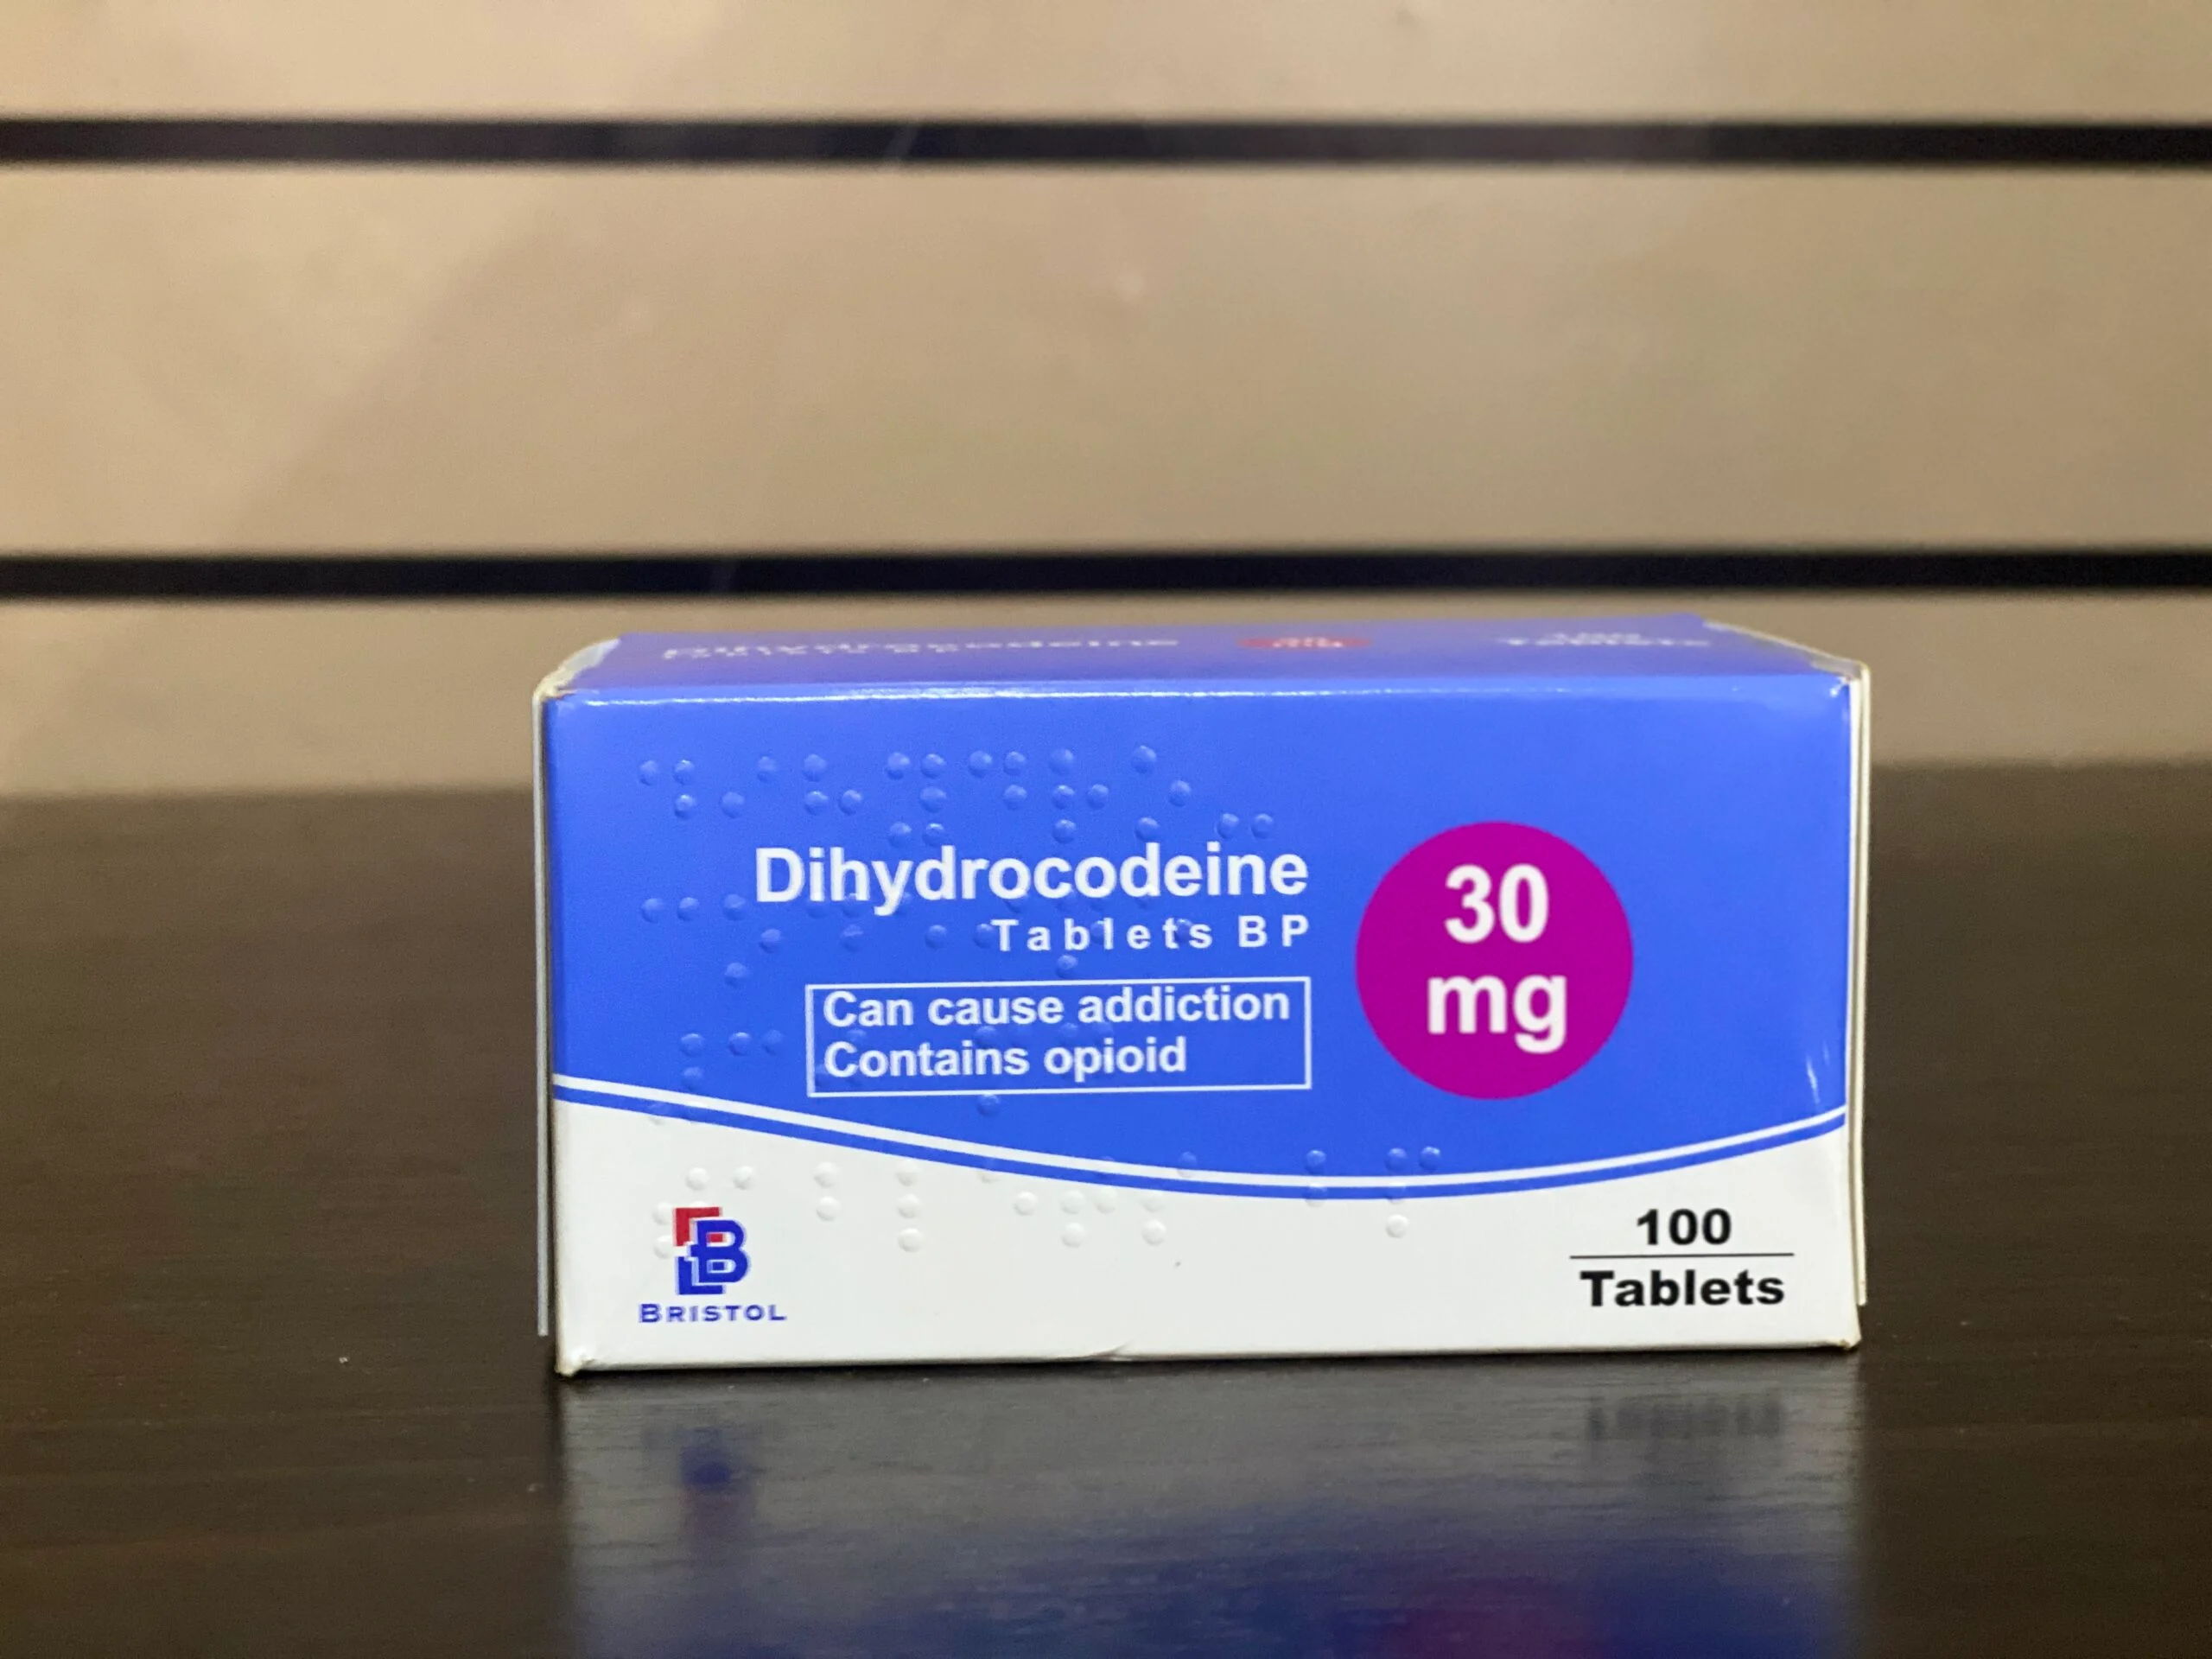 Dihydrocodeine
Tablets BP
30
mg
Can cause addiction
Contains opioid
BRISTOL
100
Tablets